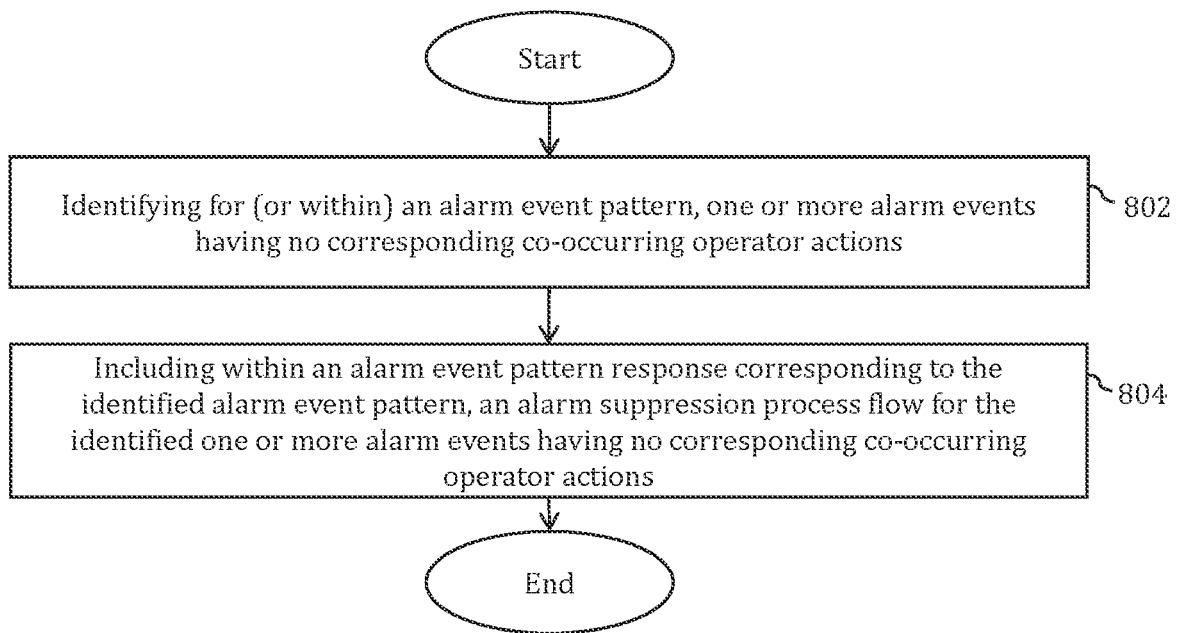 Start
Identifying for (or within) an alarm event pattern, one or more alarm events
having no corresponding co-occurring operator actions
802
Including within an alarm event pattern response corresponding to the
identified alarm event pattern, an alarm suppression process flow for the
identified one or more alarm events having no corresponding co-occurring
operator actions
804
End